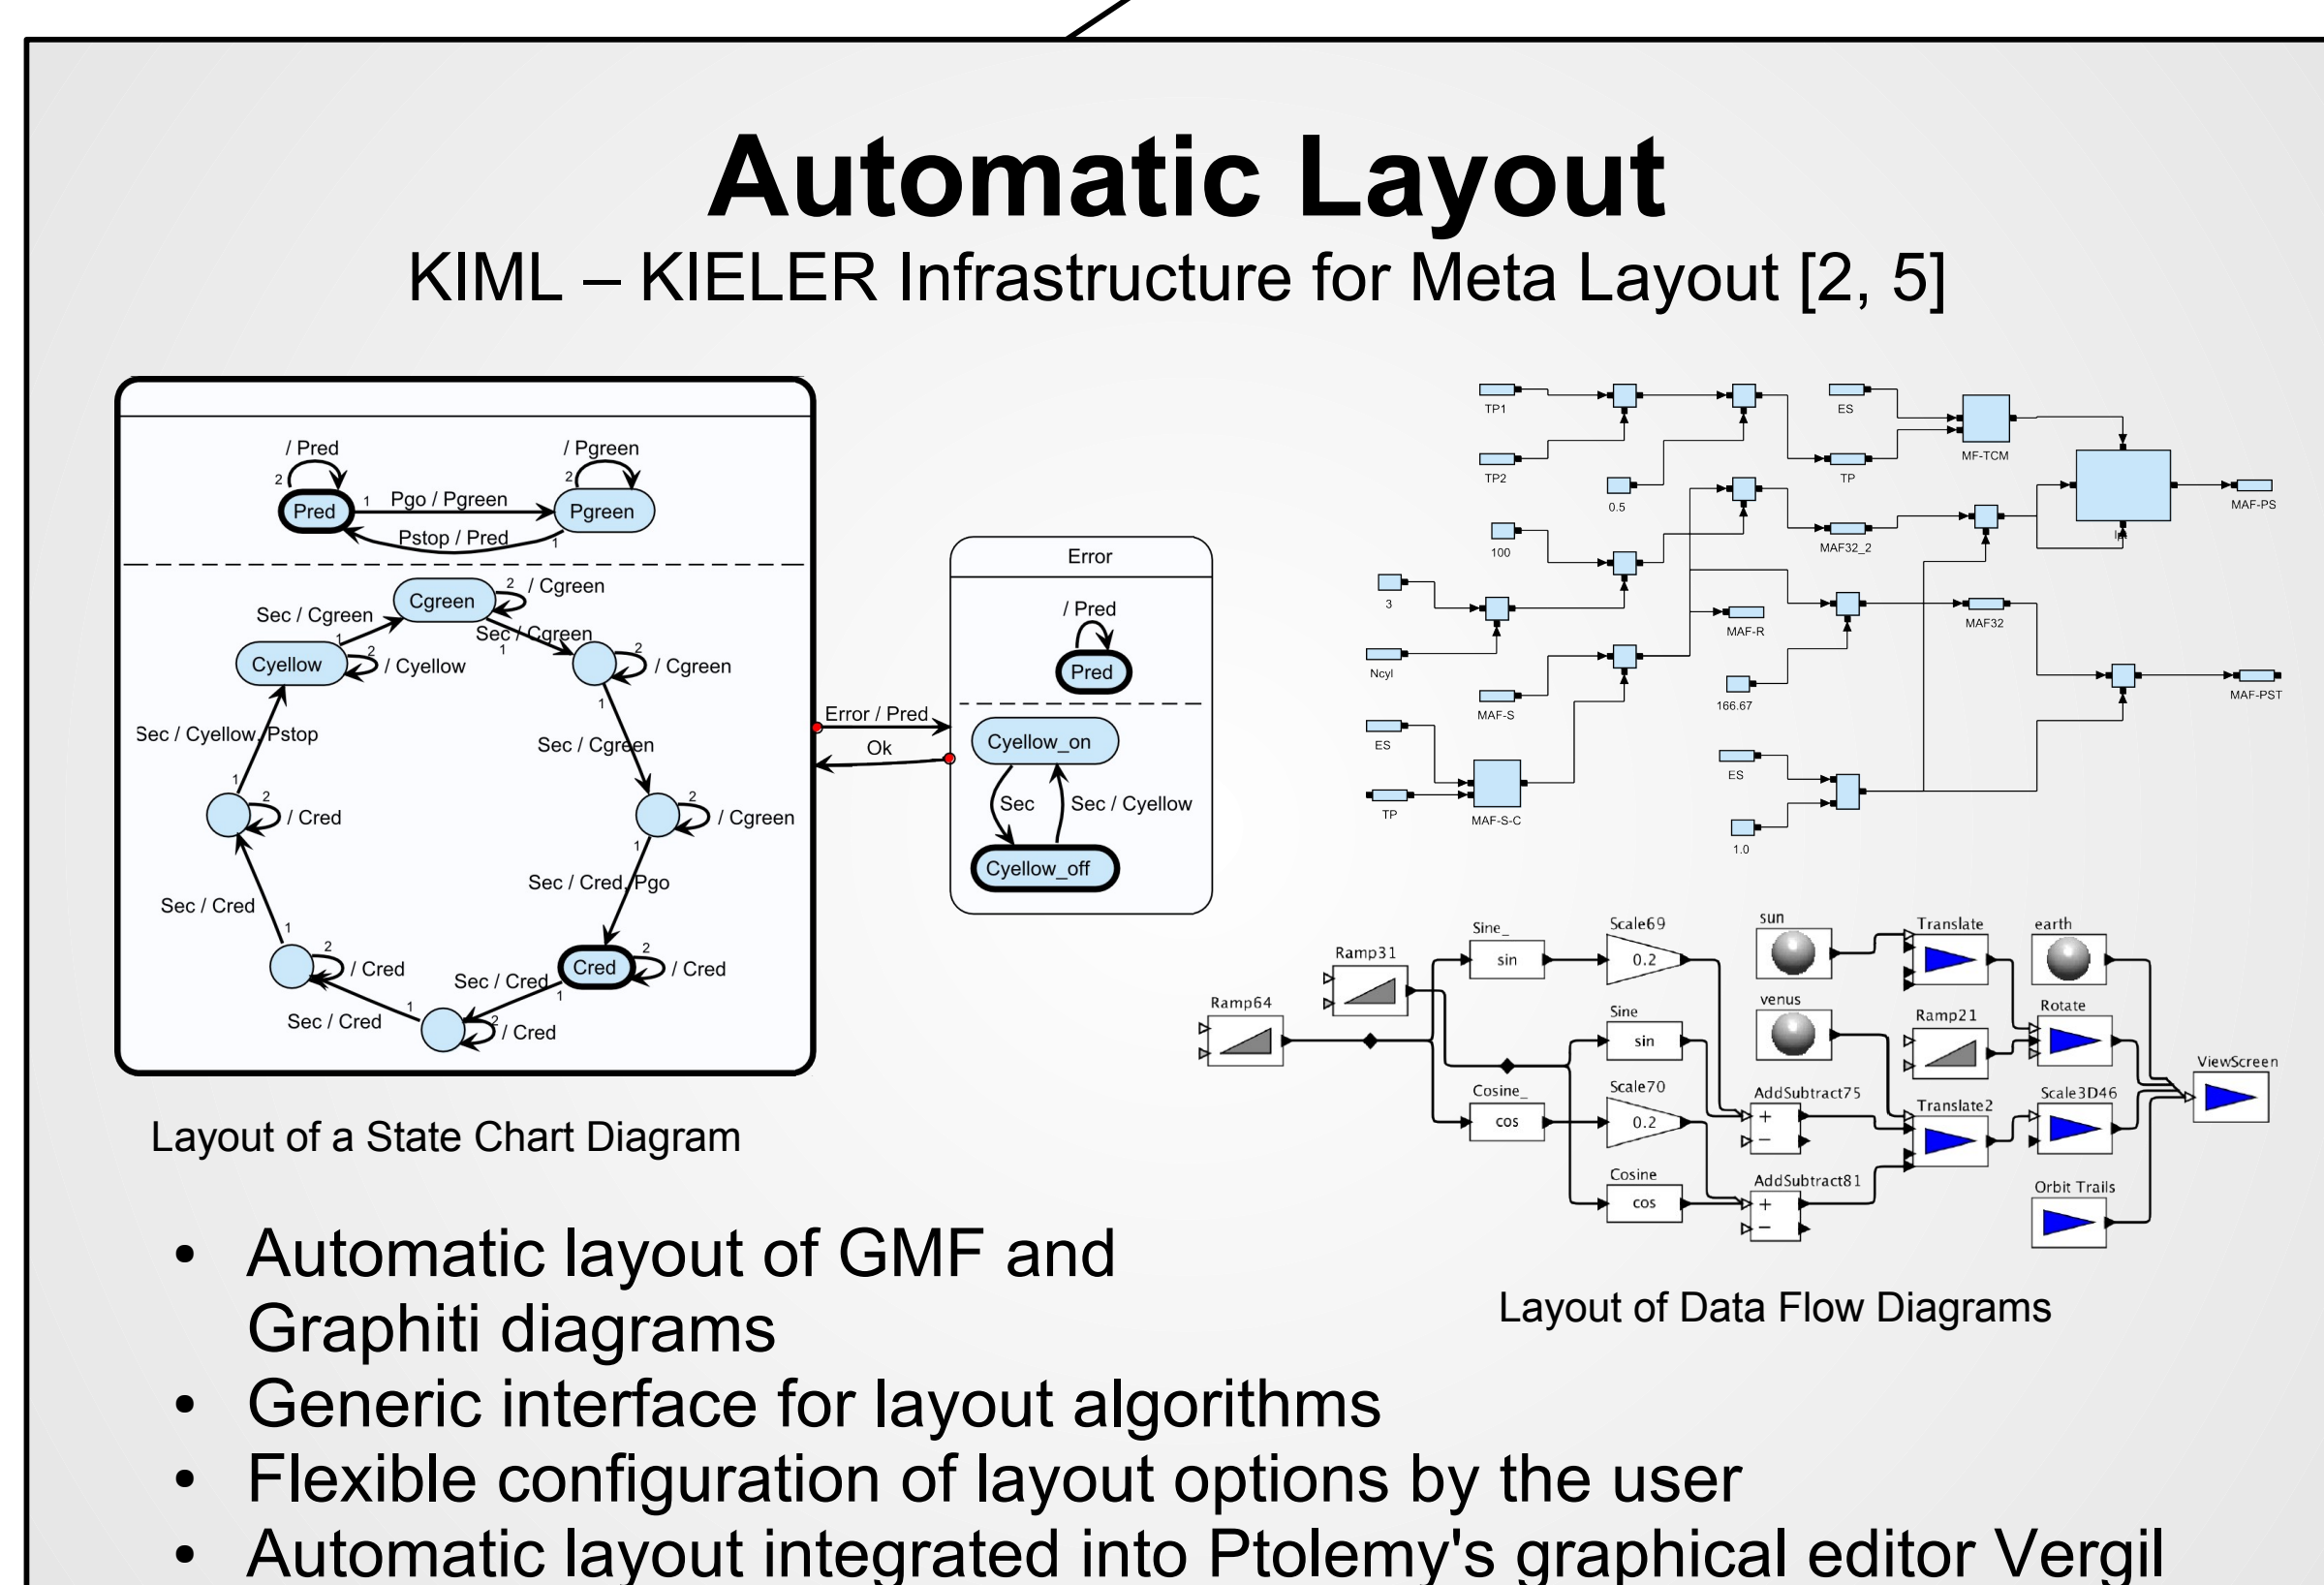 Automatic Layout
KIML – KIELER Infrastructure for Meta Layout [2, 5]
/ Pred
/ Pgreen
2
2
Pred
1
Pgo / Pgreen
Pgreen
Pstop / Pred
1
Cgreen
2
/ Cgreen
Sec / Cgreen
1
Sec / Cgreen
1
Cyellow
2
/ Cyellow
2
/ Cgreen
1
Sec / Cyellow, Pstop
Sec / Cgreen
1
2
/ Cred
2
/ Cgreen
1
Sec / Cred, Pgo
Sec / Cred
1
2
/ Cred
Sec / Cred
1
Cred
2
/ Cred
1
Sec / Cred
2
/ Cred
Error / Pred
Ok
Error
/ Pred
Pred
Cyellow_on
Sec
Sec / Cyellow
Cyellow_off
Layout of a State Chart Diagram
TP1
ES
TP2
0.5
TP
MF-TCM
MAF-PS
100
MAF32_2
3
MAF-R
MAF32
Ncyl
MAF-S
166.67
MAF-PST
ES
ES
TP
MAF-S-C
1.0
Ramp64
Ramp31
Sine_
sin
Scale69
0.2
sun
Translate
earth
Sine
sin
venus
Ramp21
Rotate
ViewScreen
Cosine_
cos
Scale70
0.2
AddSubtract75
+
−
Translate2
Scale3D46
Cosine
cos
AddSubtract81
+
−
Orbit Trails
Layout of Data Flow Diagrams
• Automatic layout of GMF and
Graphiti diagrams
• Generic interface for layout algorithms
• Flexible configuration of layout options by the user
• Automatic layout integrated into Ptolemy's graphical editor Vergil